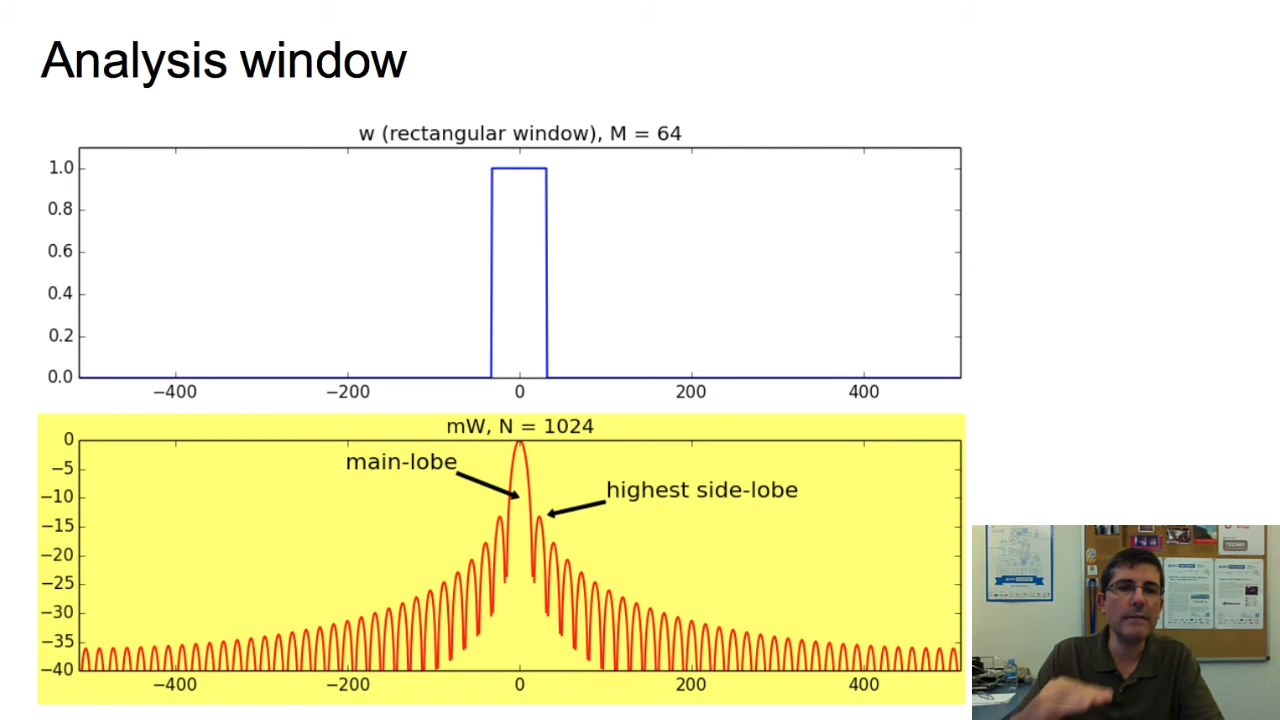 Analysis window
w (rectangular window), M = 64
1.0
0.8
0.6
0.4
0.2
0.0
−400 −200 0 200 400
mW, N = 1024
0
−5
−10
−15
−20
−25
−30
−35
−40
main-lobe
highest side-lobe
−400 −200 0 200 400